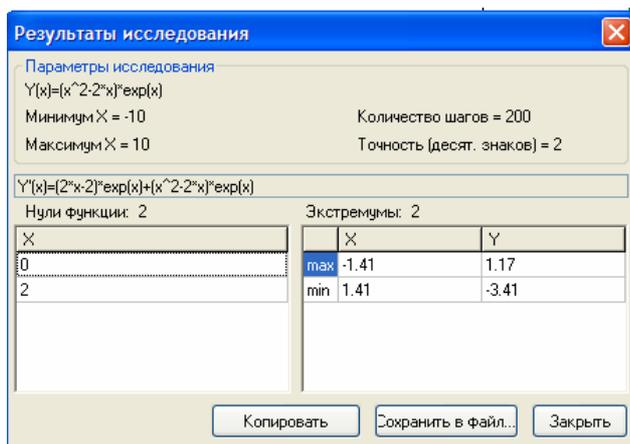 Результаты исследования
Параметры исследования
Y(x)=(x^2-2*x)*exp(x)
Минимум X = -10
Количество шагов = 200
Максимум X = 10
Точность (десят. знаков) = 2
Y'(x)=(2*x-2)*exp(x)+(x^2-2*x)*exp(x)
Нули функции: 2
Экстремумы: 2
X
X Y
0
max -1.41 1.17
2
min 1.41 -3.41
Копировать
Сохранить в файл...
Закрыть